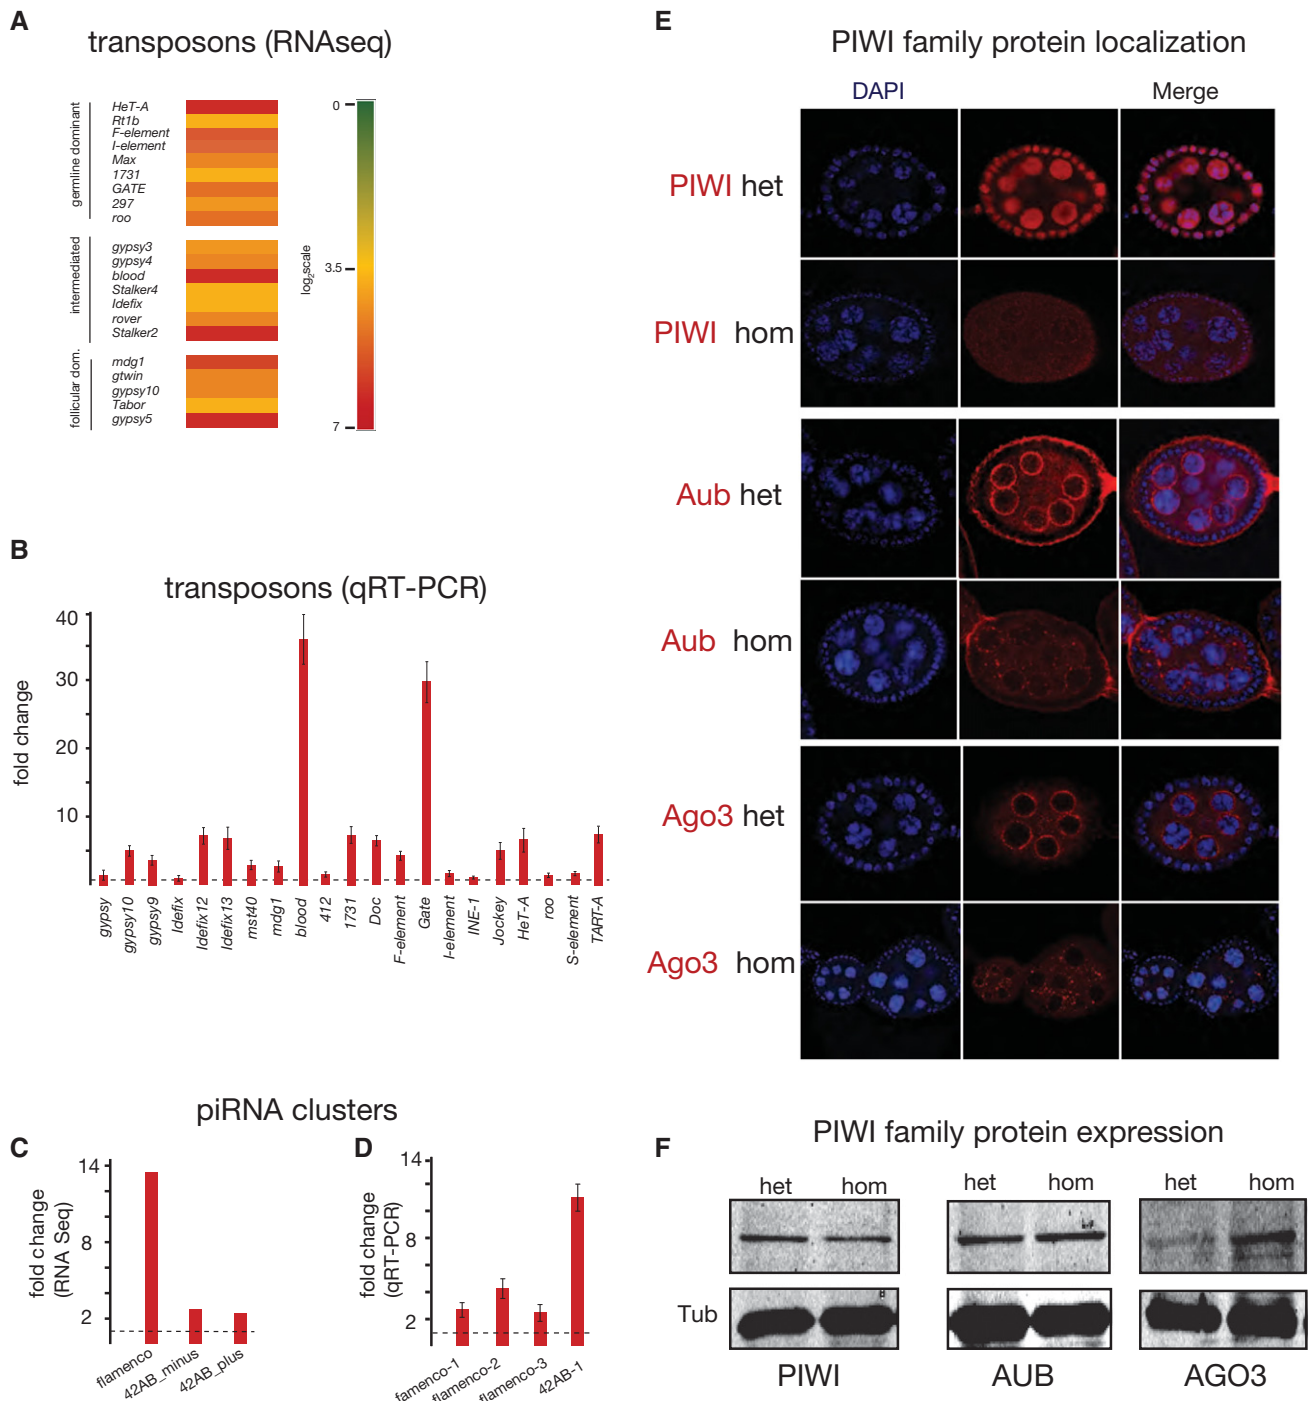 A
transposons (RNAseq)
germline dominant
HeT-A
Rt1b
F-element
I-element
Max
1731
GATE
297
roo
intermediated
gypsy3
gypsy4
blood
Stalker4
Idefix
rover
Stalker2
follicular dom.
mdg1
gtwin
gypsy10
Tabor
gypsy5
log2scale
0
3.5
7
B
transposons (qRT-PCR)
fold change
40
30
20
10
gypsy
gypsy10
gypsy9
Idefix
Idefix12
Idefix13
mst40
mdg1
blood
412
1731
Doc
F-element
Gate
I-element
INE-1
Jockey
HeT-A
roo
S-element
TART-A
piRNA clusters
C
fold change
(RNA Seq)
14
8
2
flamenco
42AB_minus
42AB_plus
D
fold change
(qRT-PCR)
14
8
2
famenco-1
flamenco-2
flamenco-3
42AB-1
E
PIWI family protein localization
DAPI
Merge
PIWI het
PIWI hom
Aub het
Aub hom
Ago3 het
Ago3 hom
F
PIWI family protein expression
het hom
het hom
het hom
Tub
PIWI
AUB
AGO3